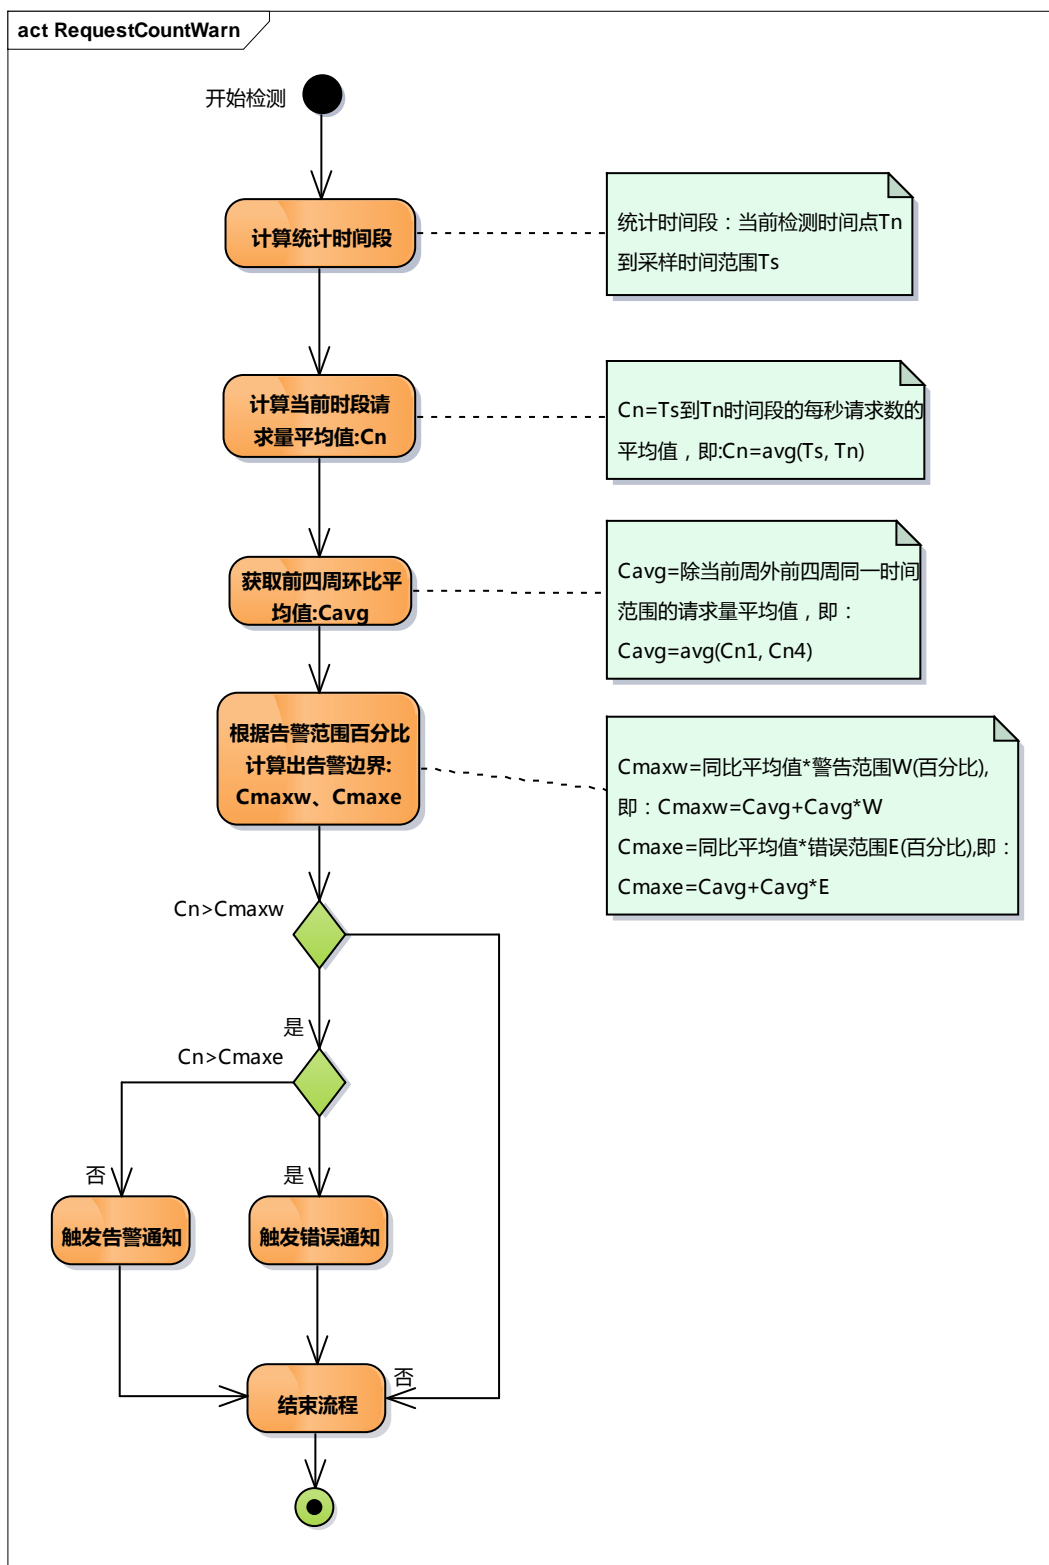 act RequestCountWarn
开始检测
计算统计时间段
统计时间段：当前检测时间点Tn
到采样时间范围Ts
计算当前时段请
求量平均值:Cn
Cn=Ts到Tn时间段的每秒请求数的
平均值，即:Cn=avg(Ts, Tn)
获取前四周环比平
均值:Cavg
Cavg=除当前周外前四周同一时间
范围的请求量平均值，即：
Cavg=avg(Cn1, Cn4)
根据告警范围百分比
计算出告警边界:
Cmaxw、Cmaxe
Cmaxw=同比平均值*警告范围W(百分比),
即：Cmaxw=Cavg+Cavg*W
Cmaxe=同比平均值*错误范围E(百分比),即：
Cmaxe=Cavg+Cavg*E
Cn>Cmaxw
是
Cn>Cmaxe
否
是
触发告警通知
触发错误通知
否
结束流程